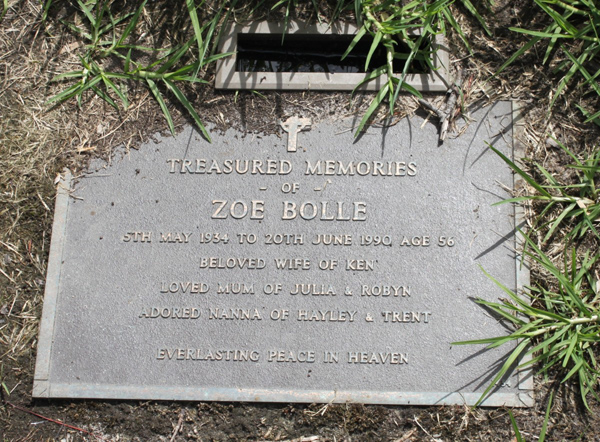 TREASURED MEMORIES
- OF -
ZOE BOLLE
5TH MAY 1934 TO 20TH JUNE 1990, AGE 56
BELOVED WIFE OF KEN
LOVED MUM OF JULIA & ROBYN
ADORED 'NANNA' OF HAYLEY & TRENT
EVERLASTING PEACE IN HEAVEN